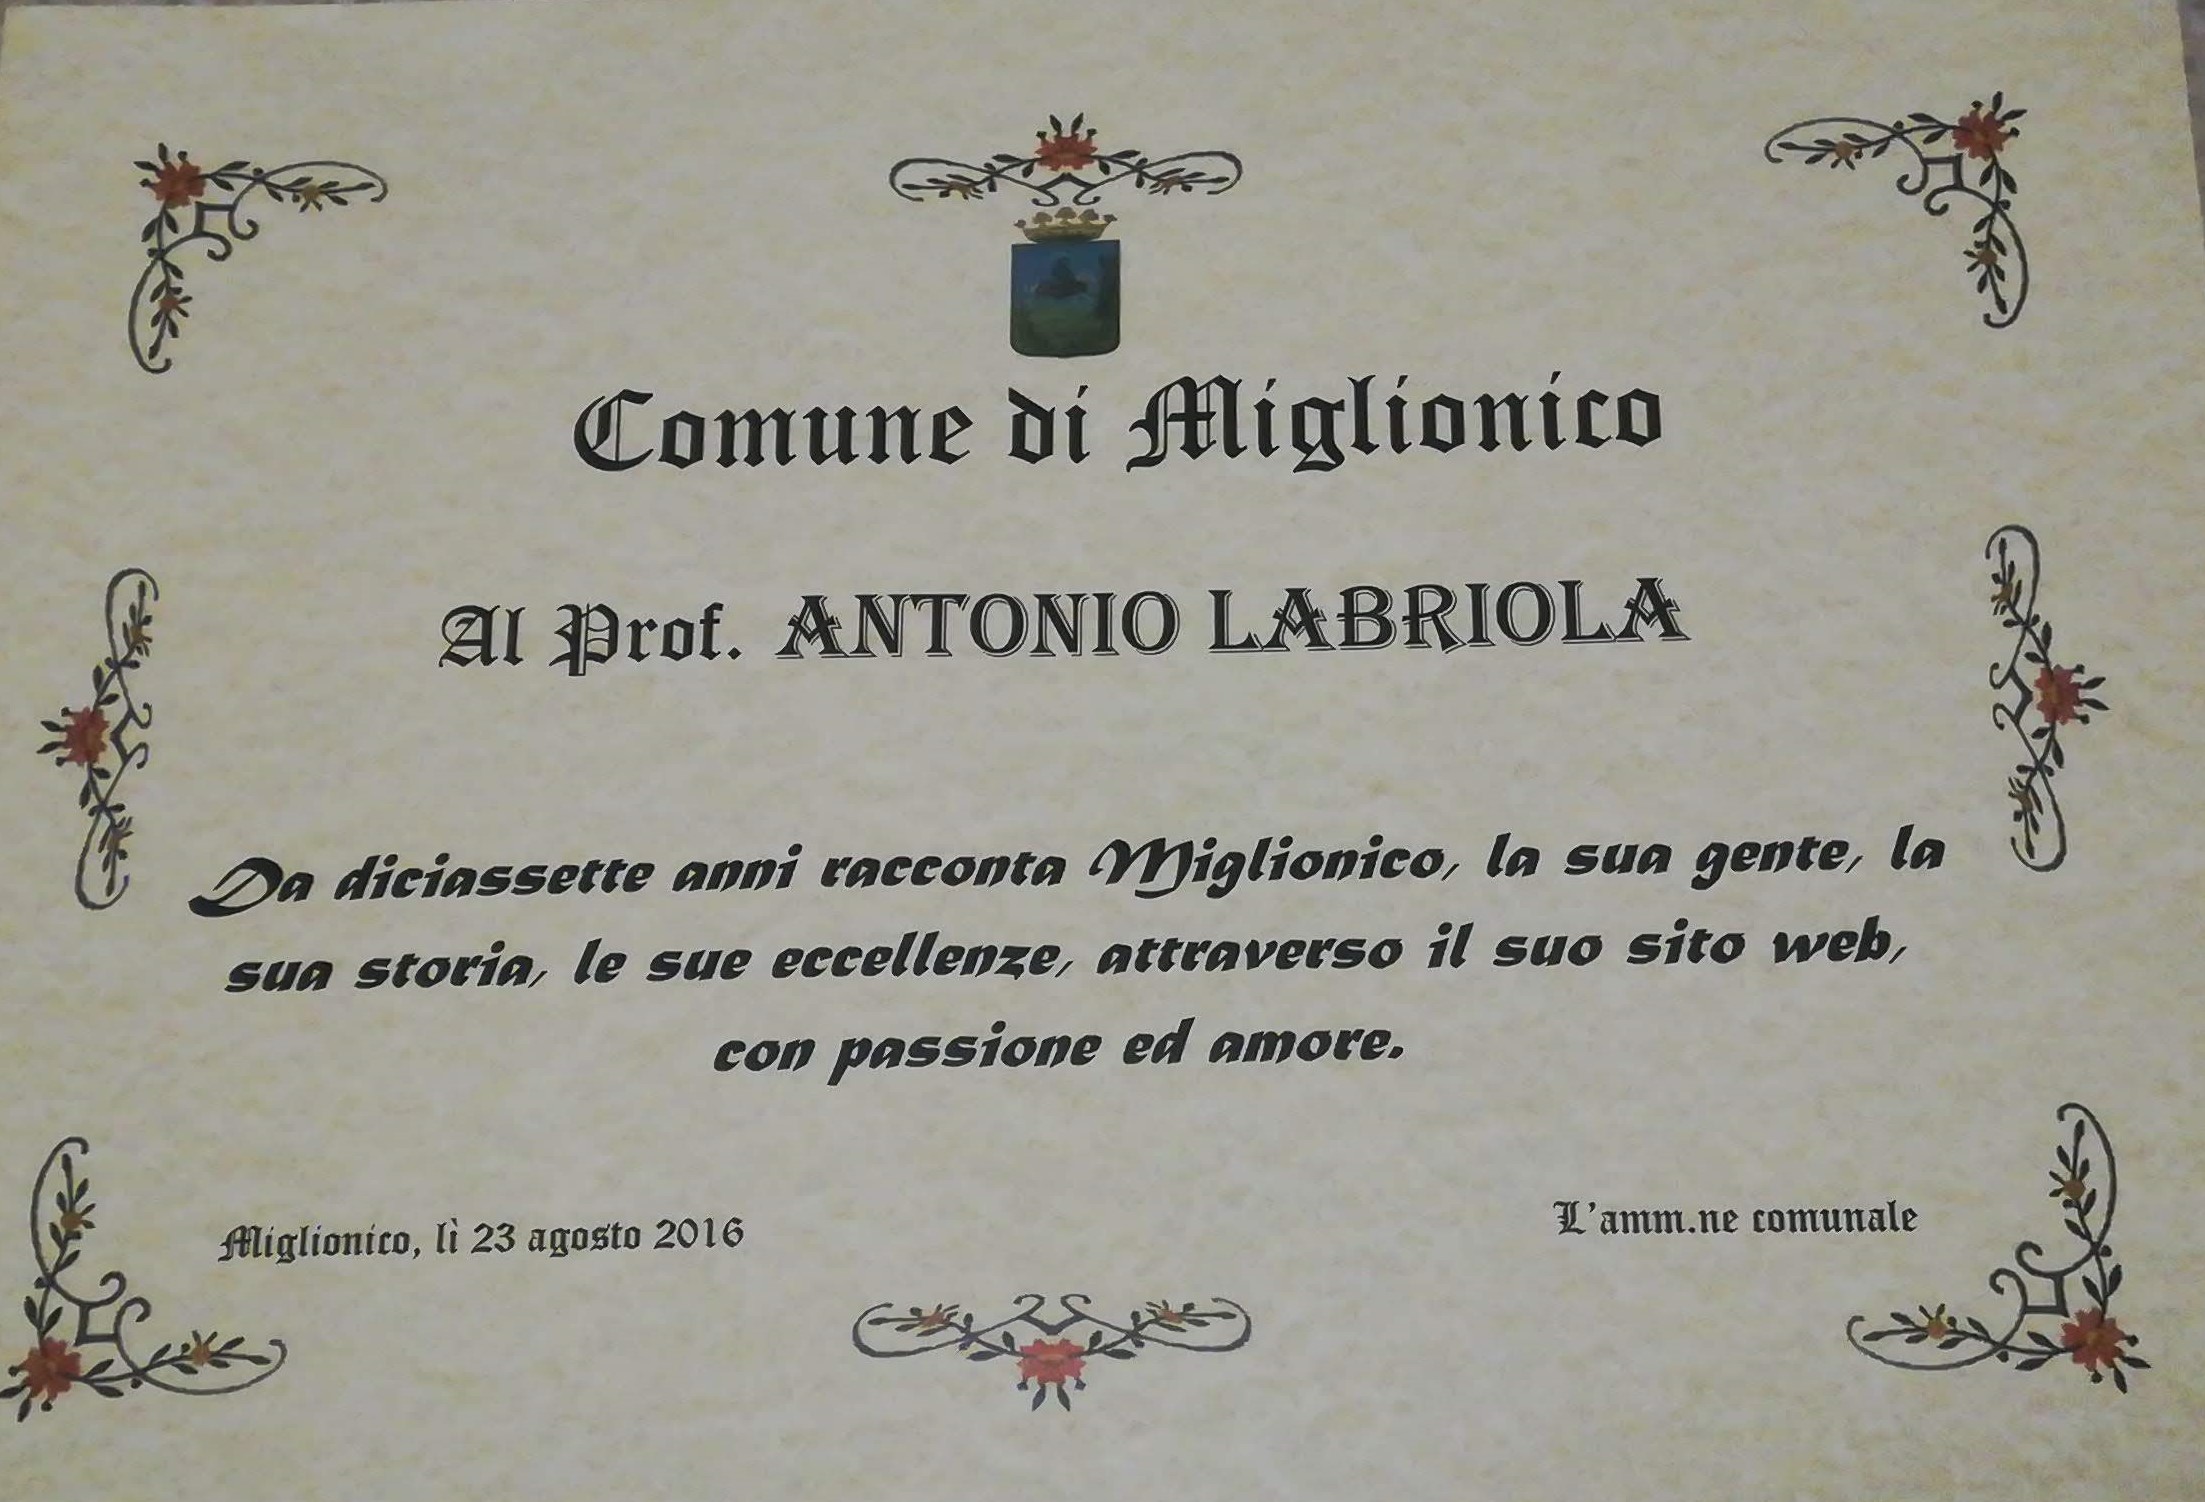 Comune di Miglionico
Al Prof. ANTONIO LABRIOLA
Da diciassette anni racconta Miglionico, la sua gente, la
sua storia, le sue eccellenze, attraverso il suo sito web,
con passione ed amore.
Miglionico, lì 23 agosto 2016
L'amm.ne comunale